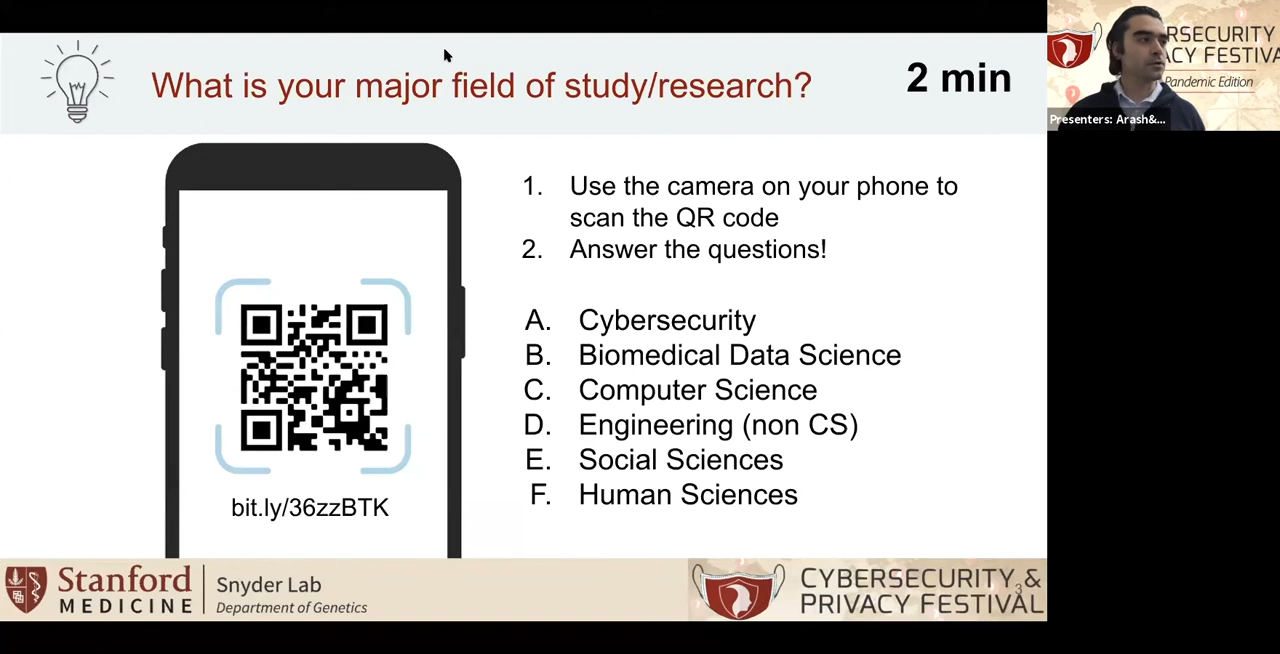 What is your major field of study/research?
2 min
1. Use the camera on your phone to
scan the QR code
2. Answer the questions!
A. Cybersecurity
B. Biomedical Data Science
C. Computer Science
D. Engineering (non CS)
E. Social Sciences
F. Human Sciences
bit.ly/36zzBTK
Stanford
MEDICINE
Snyder Lab
Department of Genetics
CYBERSECURITY &
PRIVACY FESTIVAL
3
RSECURITY
ACY FESTIVA
Pandemic Edition
Presenters: Arash&...